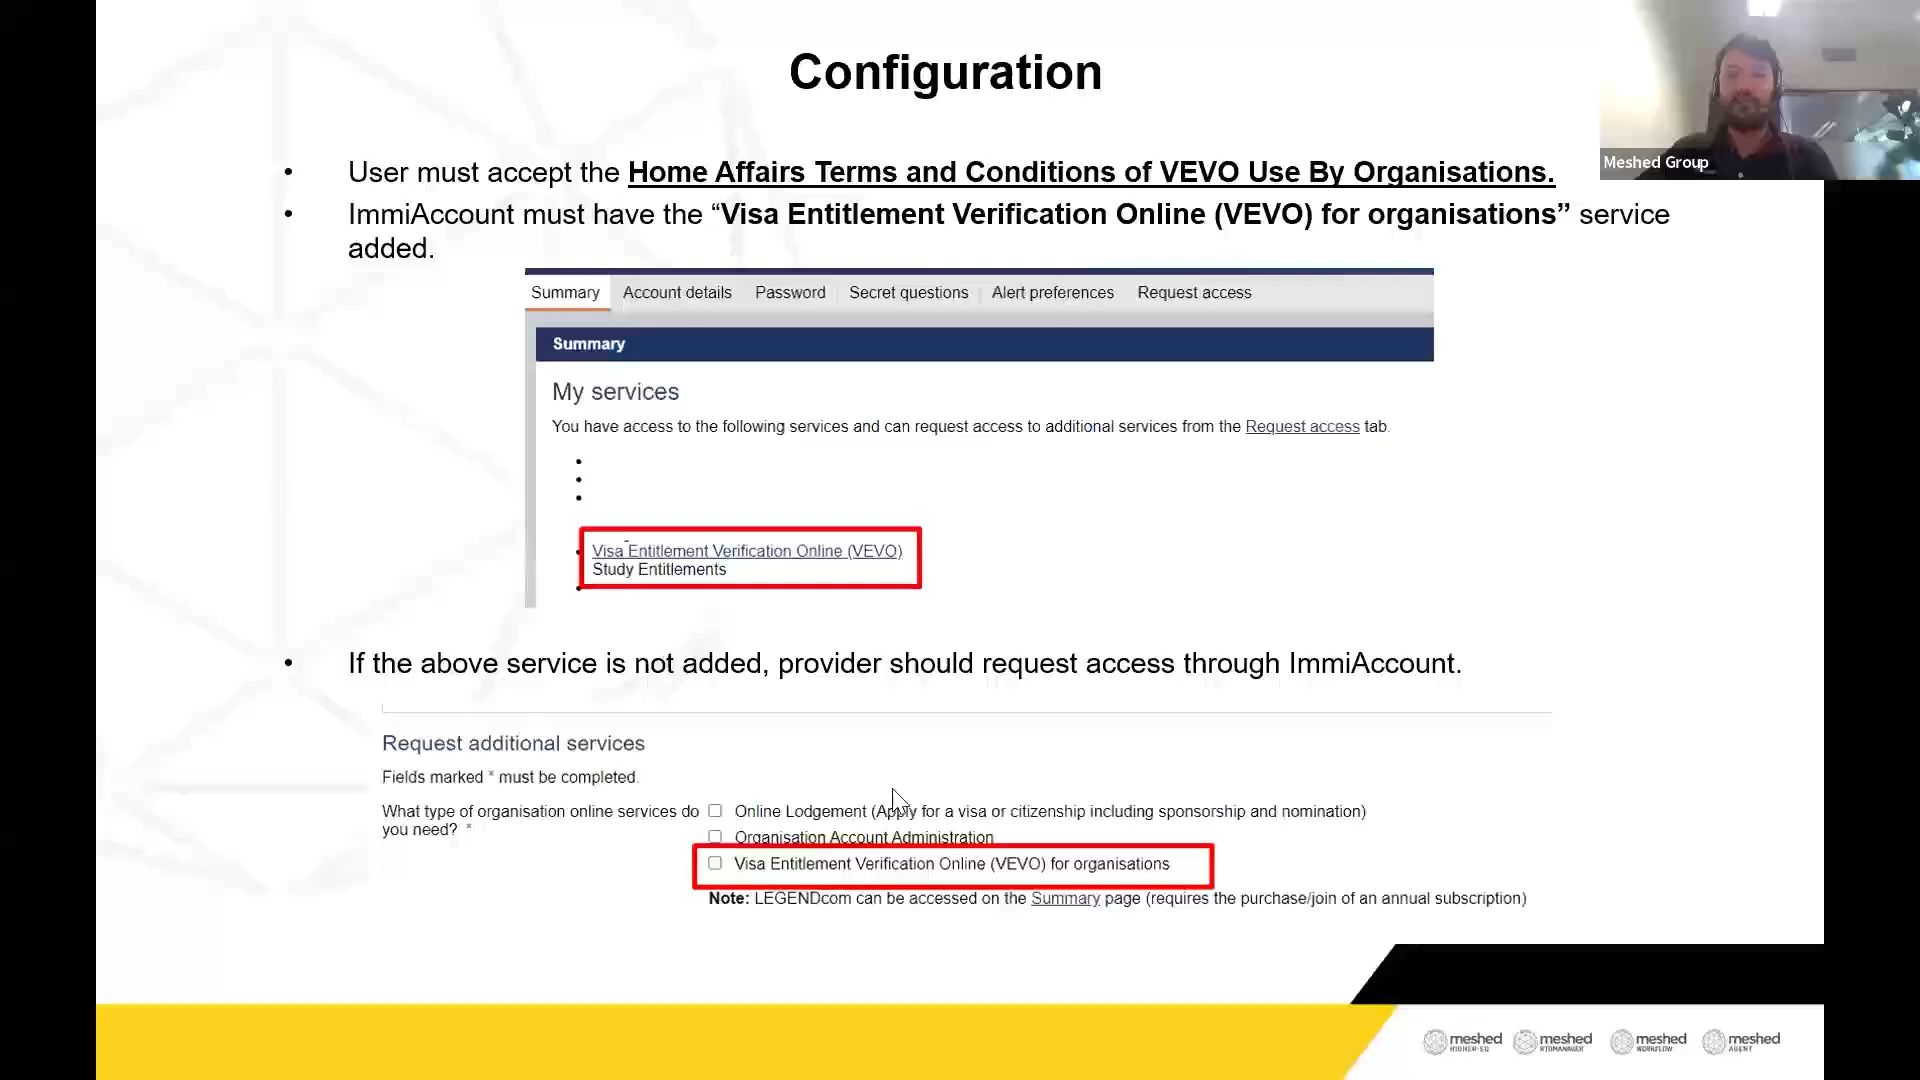 Configuration
Meshed Group
• User must accept the Home Affairs Terms and Conditions of VEVO Use By Organisations.
• ImmiAccount must have the “Visa Entitlement Verification Online (VEVO) for organisations” service
added.
Summary Account details Password Secret questions Alert preferences Request access
Summary
My services
You have access to the following services and can request access to additional services from the Request access tab.
Visa Entitlement Verification Online (VEVO)
Study Entitlements
• If the above service is not added, provider should request access through ImmiAccount.
Request additional services
Fields marked * must be completed.
What type of organisation online services do
you need? *
Online Lodgement (Apply for a visa or citizenship including sponsorship and nomination)
Organisation Account Administration
Visa Entitlement Verification Online (VEVO) for organisations
Note: LEGENDcom can be accessed on the Summary page (requires the purchase/join of an annual subscription)
meshed HIGHER-ED meshed RTOMANAGER meshed WORKFLOW meshed AGENT